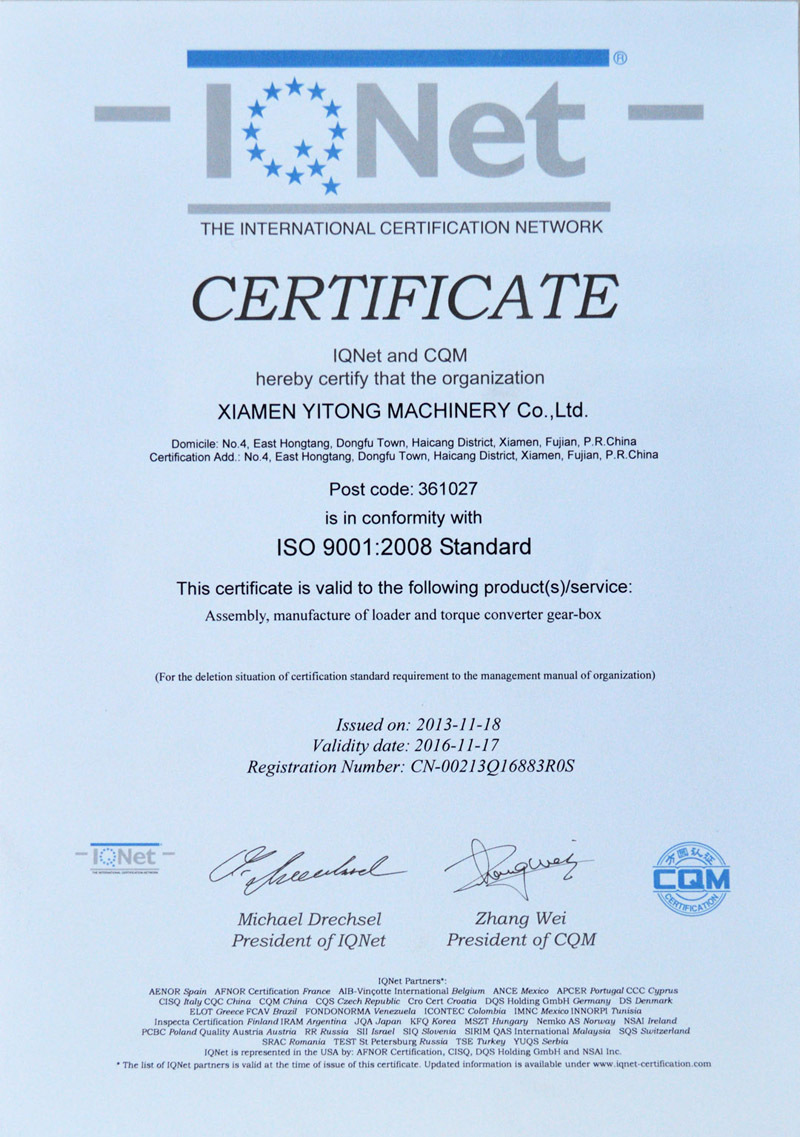 IQNet ®
THE INTERNATIONAL CERTIFICATION NETWORK
CERTIFICATE
IQNet and CQM
hereby certify that the organization
XIAMEN YITONG MACHINERY Co.,Ltd.
Domicile: No.4, East Hongtang, Dongfu Town, Haicang District, Xiamen, Fujian, P.R.China
Certification Add.: No.4, East Hongtang, Dongfu Town, Haicang District, Xiamen, Fujian, P.R.China
Post code: 361027
is in conformity with
ISO 9001:2008 Standard
This certificate is valid to the following product(s)/service:
Assembly, manufacture of loader and torque converter gear-box
(For the deletion situation of certification standard requirement to the management manual of organization)
Issued on: 2013-11-18
Validity date: 2016-11-17
Registration Number: CN-00213Q16883R0S
IQNet
THE INTERNATIONAL CERTIFICATION NETWORK
Zhang Wei
方圆认证
CQM
CERTIFICATION
Michael Drechsel
President of IQNet
Zhang Wei
President of CQM
IQNet Partners*:
AENOR Spain AFNOR Certification France AIB-Vinçotte International Belgium ANCE Mexico APCER Portugal CCC Cyprus
CISQ Italy CQC China CQM China CQS Czech Republic Cro Cert Croatia DQS Holding GmbH Germany DS Denmark
ELOT Greece FCAV Brazil FONDONORMA Venezuela ICONTEC Colombia IMNC Mexico INNORPI Tunisia
Inspecta Certification Finland IRAM Argentina JQA Japan KFQ Korea MSZT Hungary Nemko AS Norway NSAI Ireland
PCBC Poland Quality Austria Austria RR Russia SII Israel SIQ Slovenia SIRIM QAS International Malaysia SQS Switzerland
SRAC Romania TEST St Petersburg Russia TSE Turkey YUQS Serbia
IQNet is represented in the USA by: AFNOR Certification, CISQ, DQS Holding GmbH and NSAI Inc.
* The list of IQNet partners is valid at the time of issue of this certificate. Updated information is available under www.iqnet-certification.com